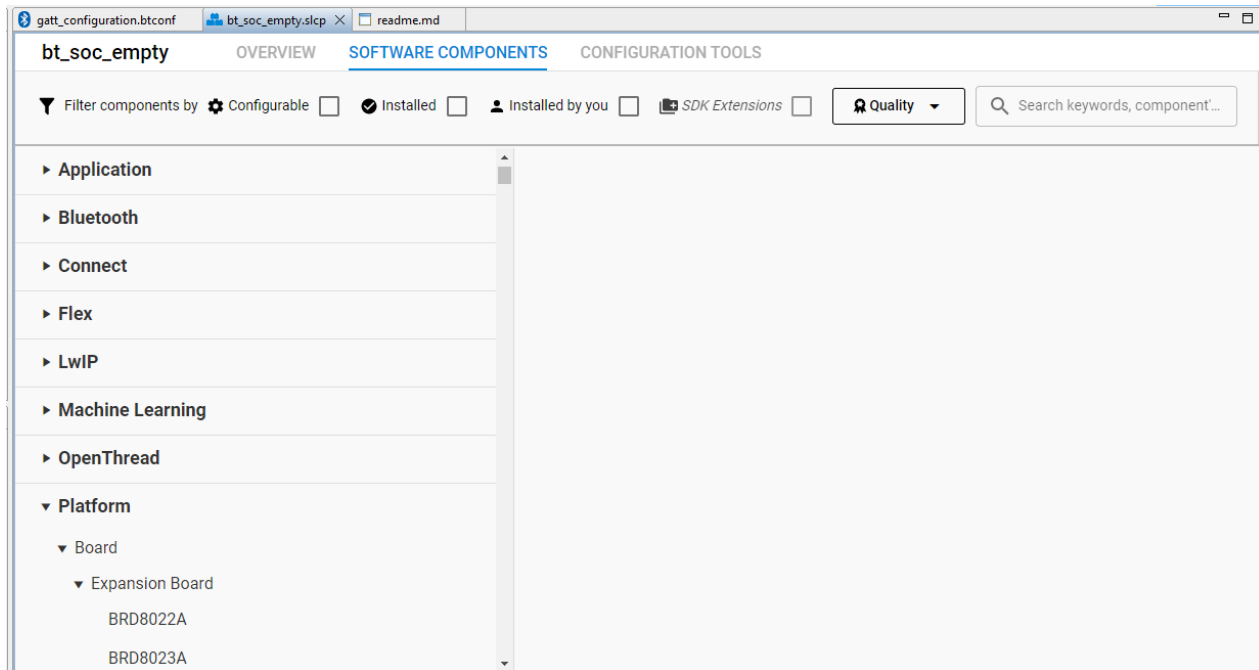 gatt_configuration.btconf bt_soc_empty.slcp readme.md
bt_soc_empty OVERVIEW SOFTWARE COMPONENTS CONFIGURATION TOOLS
Filter components by Configurable Installed Installed by you SDK Extensions Quality Search keywords, component'...
Application
Bluetooth
Connect
Flex
LwIP
Machine Learning
OpenThread
Platform
Board
Expansion Board
BRD8022A
BRD8023A